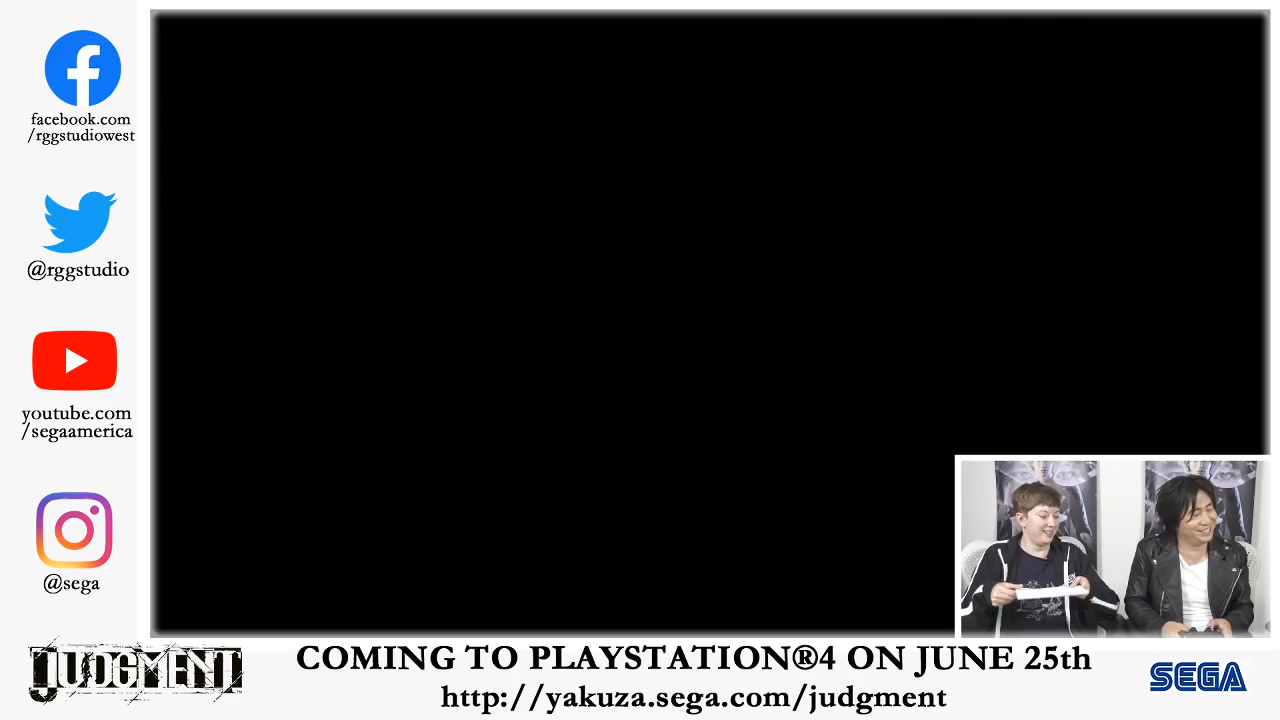 facebook.com
/rggstudiowest
@rggstudio
youtube.com
/segaamerica
@sega
JUDGMENT
COMING TO PLAYSTATION®4 ON JUNE 25th
http://yakuza.sega.com/judgment
SEGA